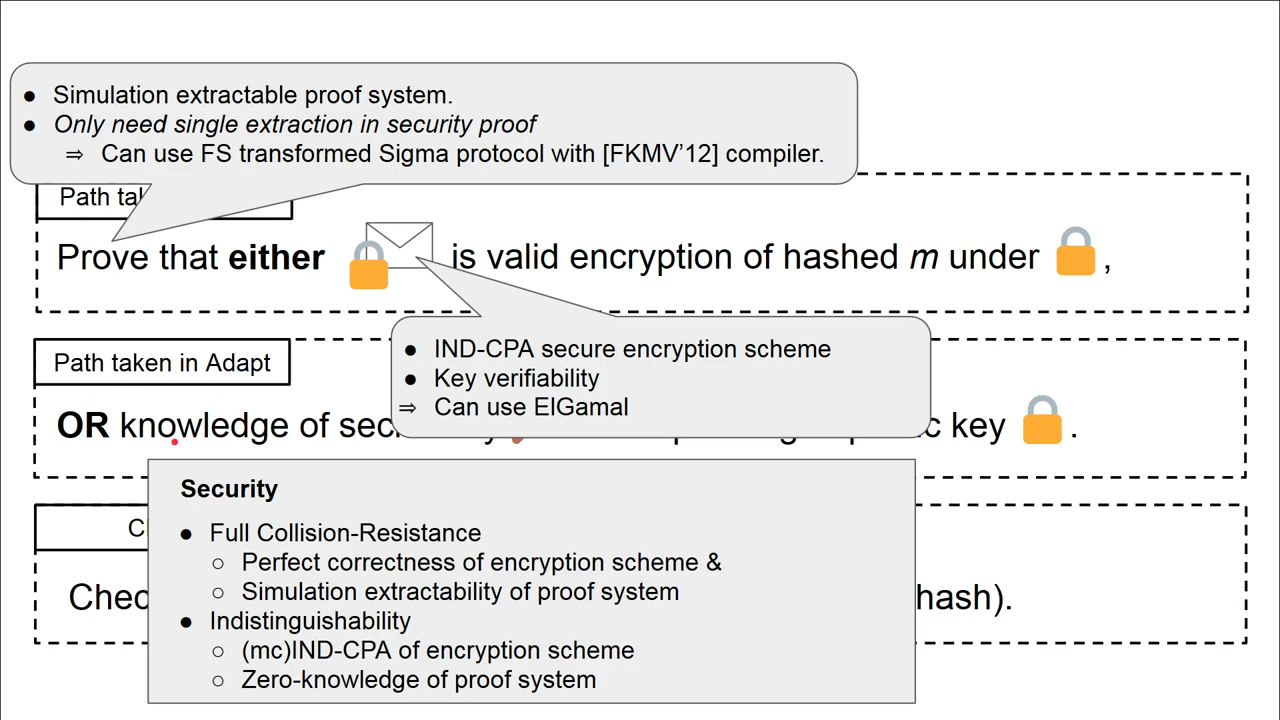 ● Simulation extractable proof system.
● Only need single extraction in security proof
⇒ Can use FS transformed Sigma protocol with [FKMV’12] compiler.
Path
Prove that either is valid encryption of hashed m under ,
● IND-CPA secure encryption scheme
● Key verifiability
⇒ Can use ElGamal
Path taken in Adapt
OR knowledge of key .
Security
● Full Collision-Resistance
○ Perfect correctness of encryption scheme &
○ Simulation extractability of proof system
● Indistinguishability
○ (mc)IND-CPA of encryption scheme
○ Zero-knowledge of proof system
hash).